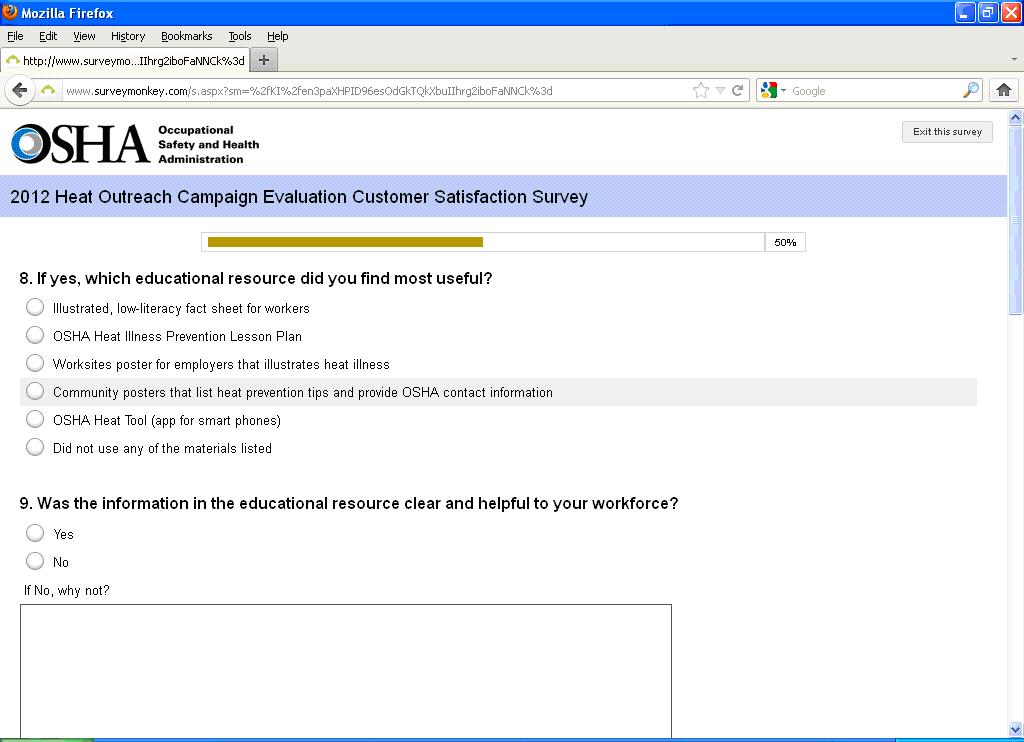 Mozilla Firefox
File Edit View History Bookmarks Tools Help
http://www.surveymo...IIhrg2iboFaNNCk%3d
www.surveymonkey.com/s.aspx?sm=%2fKI%2fen3paXHPID96esOdGkTQkXbuIIhrg2iboFaNNCk%3d
Google
OSHA
Occupational
Safety and Health
Administration
Exit this survey
2012 Heat Outreach Campaign Evaluation Customer Satisfaction Survey
50%
8. If yes, which educational resource did you find most useful?
Illustrated, low-literacy fact sheet for workers
OSHA Heat Illness Prevention Lesson Plan
Worksites poster for employers that illustrates heat illness
Community posters that list heat prevention tips and provide OSHA contact information
OSHA Heat Tool (app for smart phones)
Did not use any of the materials listed
9. Was the information in the educational resource clear and helpful to your workforce?
Yes
No
If No, why not?